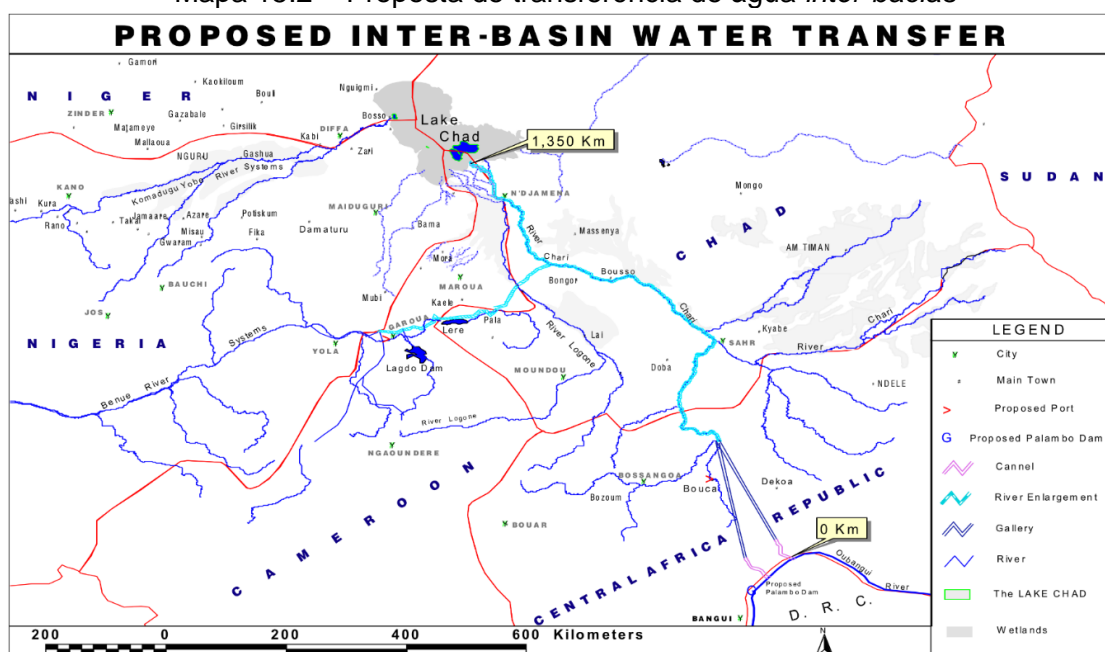 Mapa 15.2 – Proposta de transferência de água inter-bacias
PROPOSED INTER-BASIN WATER TRANSFER
Gamori
Kaokiloum
Nguigmi
NIGER
Boull
ZINDER
Gazabale
Bosso
Lake
Chad
1,350 Km
Matameye
Girsilik
DIFFA
Kabi
Mallaoua
Zari
NGURU
Gashua
SUDAN
KANO
Komadugu Yobe River Systems
N'DJAMENA
Mongo
Kura
MAIDUGURI
Rano
Takai
Jamaare
Azare
Potiskum
Bama
River
Massenya
CHAD
Misau
Fika
Damaturu
Gwaram
AM TIMAN
Mora
Chari
BAUCHI
Bongor
Bousso
MAROUA
Mubi
Kaele
Chari
Chari
JOS
GAROUA
Lere
Pala
River Logone
Lai
Kyabe
River
NIGERIA
Systems
YOLA
SAHR
Lagdo Dam
Doba
Benue River
MOUNDOU
NDELE
River Logone
NGAOUNDERE
BOSSANGOA
Bouca
Dekoa
Bozoum
CAMEROON
BOUAR
CENTRAL AFRICA REPUBLIC
0 Km
Oubangui
River
Proposed
Palambo Dam
D. R. C.
BANGUI
LEGEND
City
Main Town
Proposed Port
Proposed Palambo Dam
Cannel
River Enlargement
Gallery
River
The LAKE CHAD
Wetlands
200 0 200 400 600 Kilometers
N